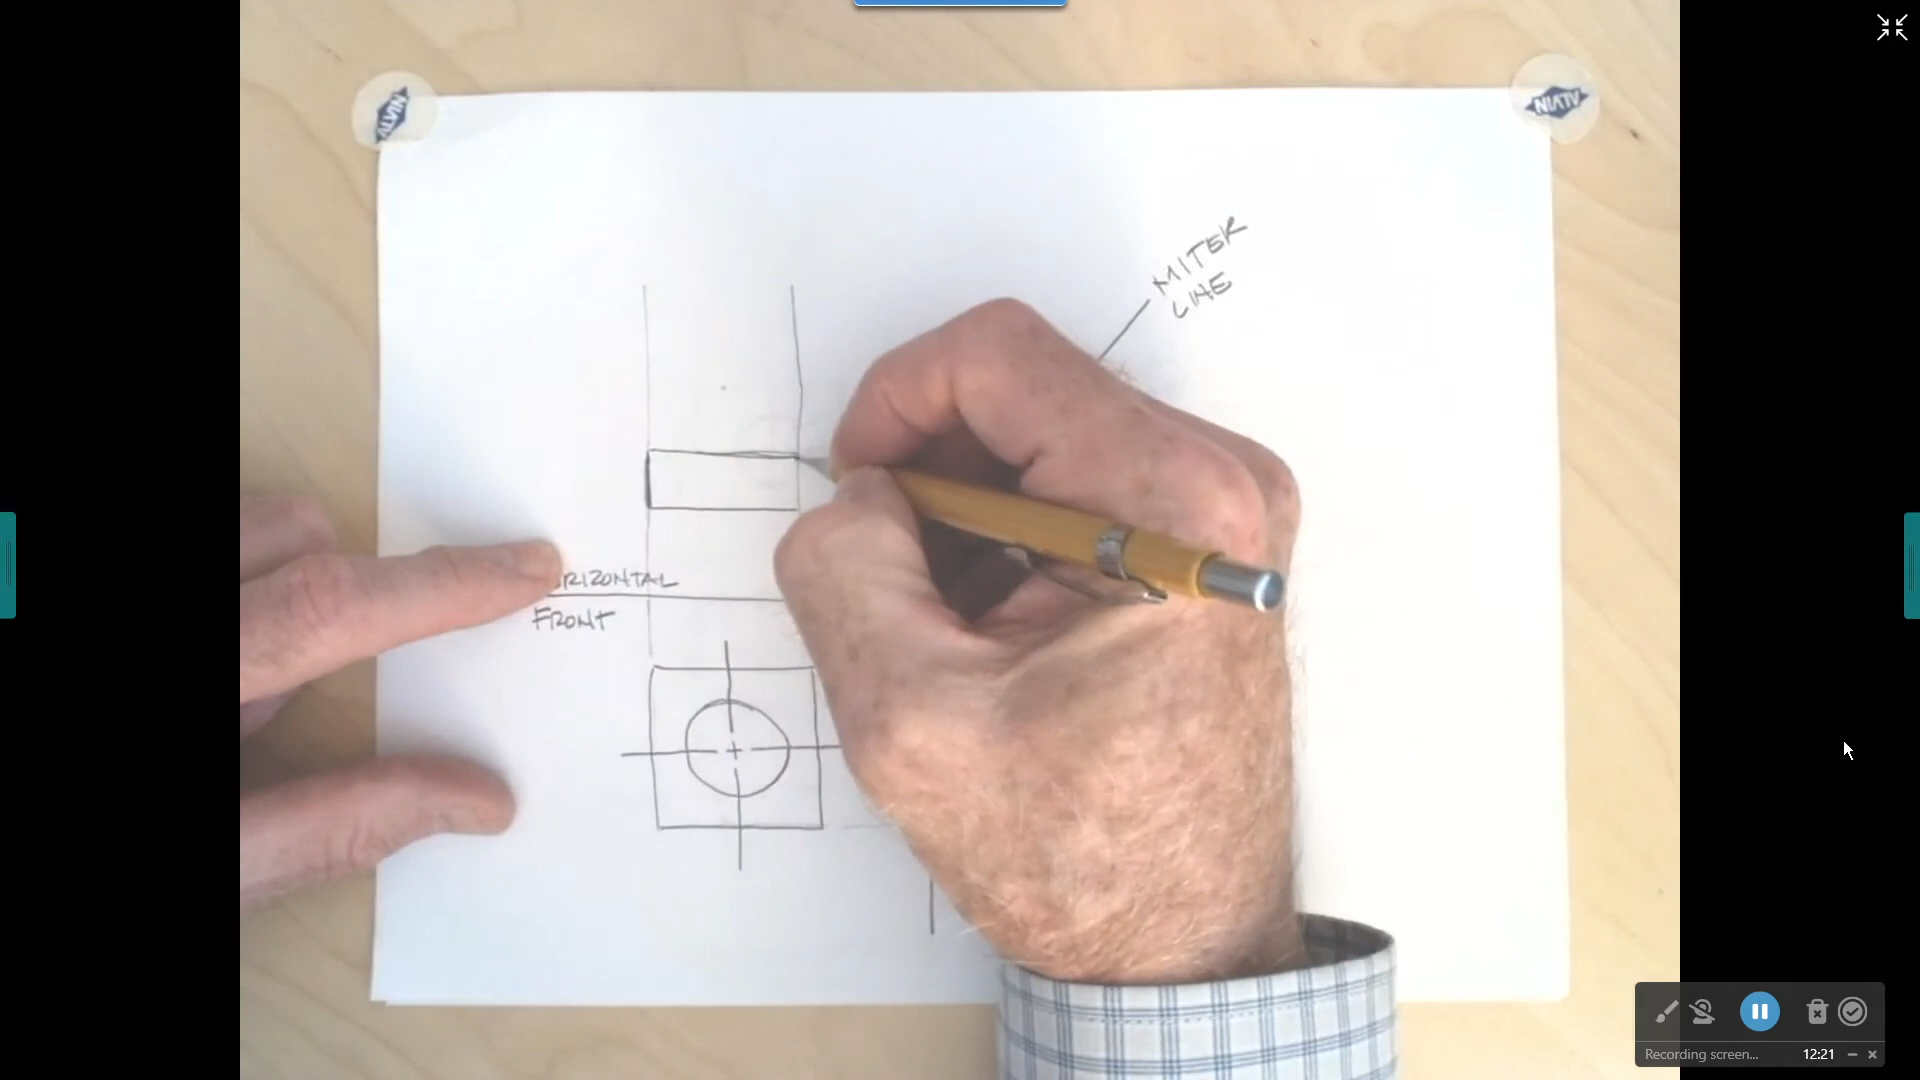 ALVIN
ALVIN
MITER
LINE
RIZONTAL
FRONT
Recording screen...
12:21